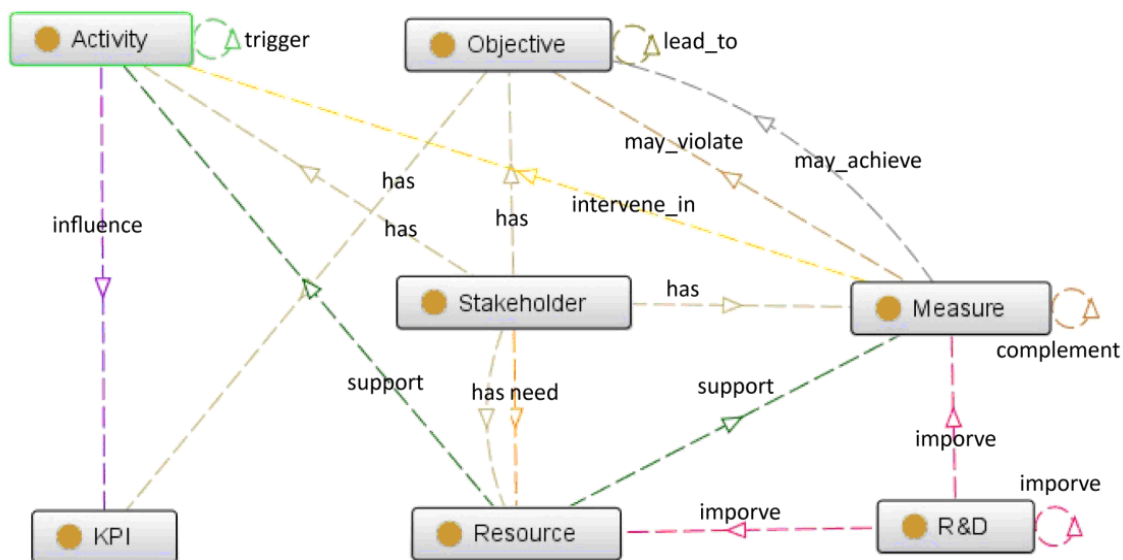 Activity
trigger
Objective
lead_to
may_violate
may_achieve
has
intervene_in
influence
has
has
Stakeholder
has
Measure
complement
support
has need
support
imporve
imporve
KPI
Resource
imporve
R&D